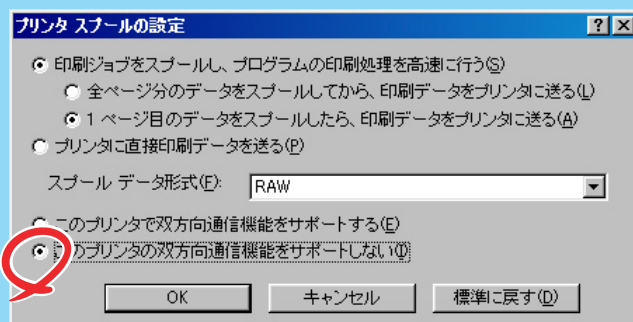 プリンタ スプールの設定
印刷ジョブをスプールし、プログラムの印刷処理を高速に行う(S)
全ページ分のデータをスプールしてから、印刷データをプリンタに送る(L)
1 ページ目のデータをスプールしたら、印刷データをプリンタに送る(A)
プリンタに直接印刷データを送る(P)
スプール データ形式(F): RAW
このプリンタで双方向通信機能をサポートする(E)
このプリンタの双方向通信機能をサポートしない(I)
OK キャンセル 標準に戻す(D)